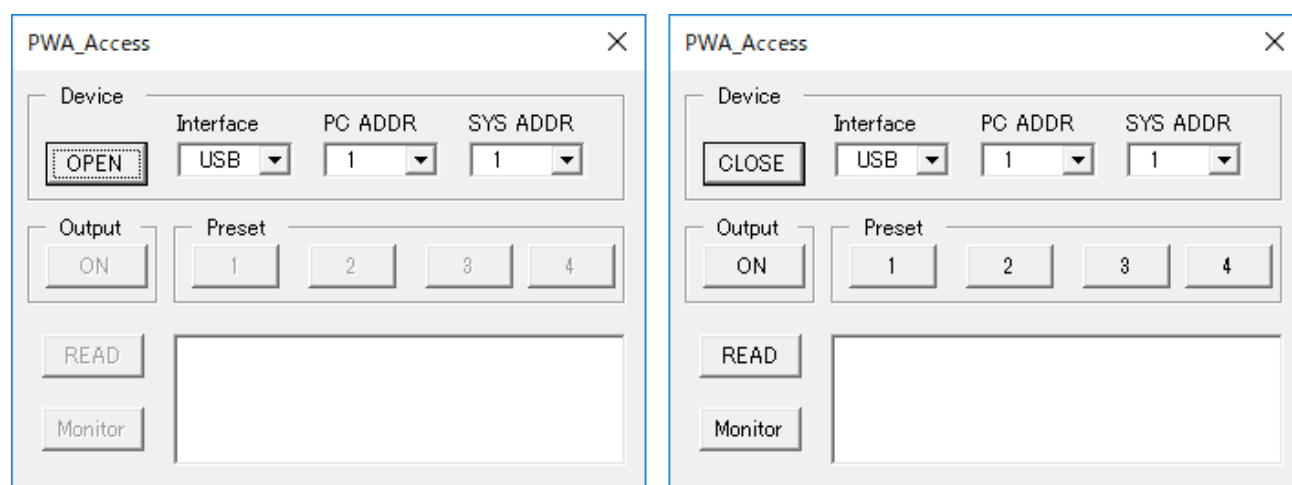 PWA_Access
Device
Interface PC ADDR SYS ADDR
OPEN USB 1 1
Output Preset
ON 1 2 3 4
READ
Monitor
PWA_Access
Device
Interface PC ADDR SYS ADDR
CLOSE USB 1 1
Output Preset
ON 1 2 3 4
READ
Monitor